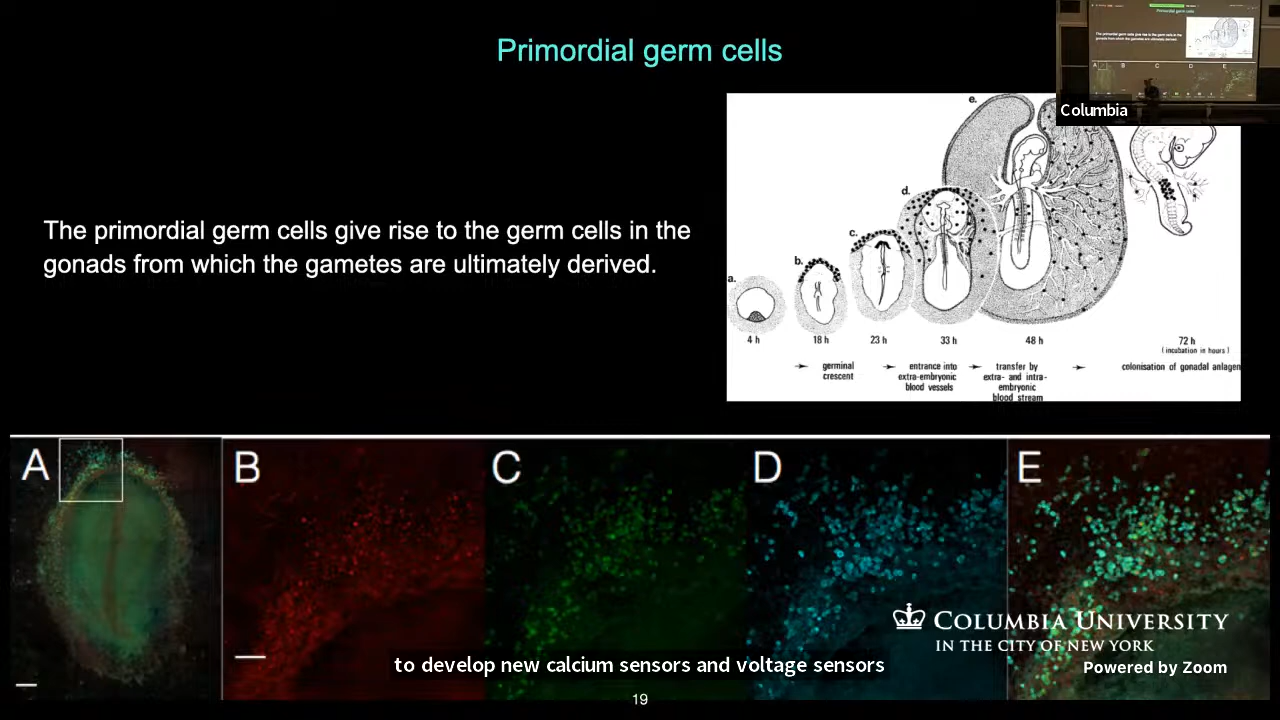 Primordial germ cells
Columbia
The primordial germ cells give rise to the germ cells in the
gonads from which the gametes are ultimately derived.
a.
b.
c.
d.
e.
4 h
18 h
23 h
33 h
48 h
72 h
(incubation in hours)
germinal
crescent
entrance into
extra-embryonic
blood vessels
transfer by
extra- and intra-
embryonic
blood stream
colonisation of gonadal anlagen
A
B
C
D
E
COLUMBIA UNIVERSITY
IN THE CITY OF NEW YORK
to develop new calcium sensors and voltage sensors
Powered by Zoom
19